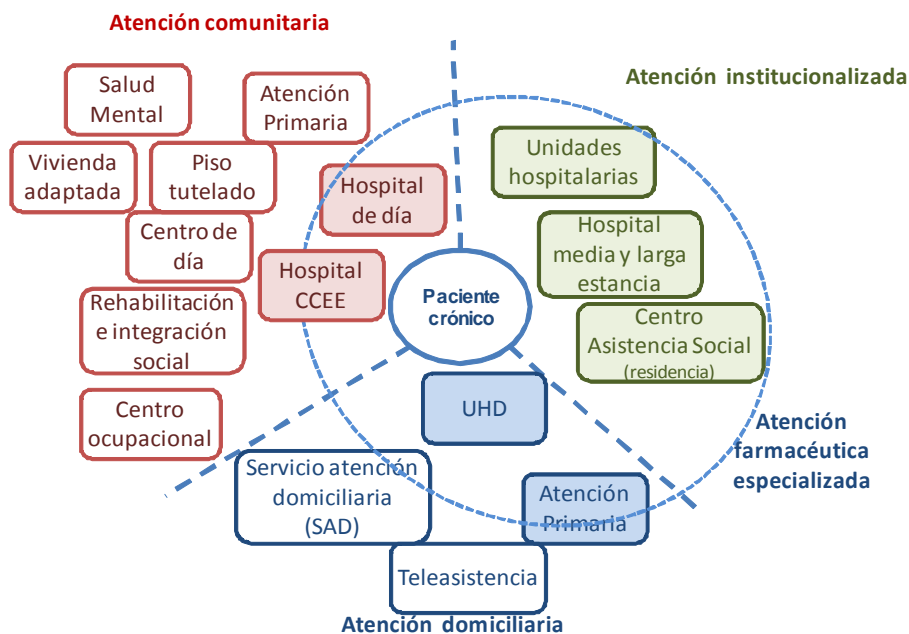 Atención comunitaria
Salud
Mental
Atención
Primaria
Vivienda
adaptada
Piso
tutelado
Hospital
de día
Centro de
día
Hospital
CCEE
Rehabilitación
e integración
social
Centro
ocupacional
Paciente
crónico
Atención institucionalizada
Unidades
hospitalarias
Hospital
media y larga
estancia
Centro
Asistencia Social
(residencia)
Atención
farmacéutica
especializada
UHD
Servicio atención
domiciliaria
(SAD)
Atención
Primaria
Teleasistencia
Atención domiciliaria